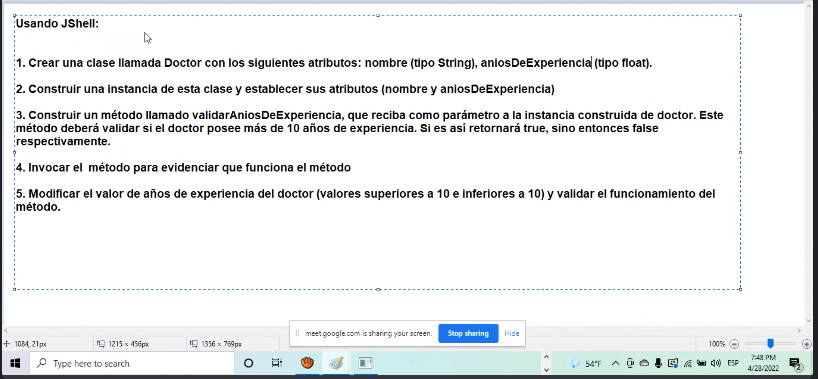 Usando JShell:
1. Crear una clase llamada Doctor con los siguientes atributos: nombre (tipo String), aniosDeExperiencia (tipo float).
2. Construir una instancia de esta clase y establecer sus atributos (nombre y aniosDeExperiencia)
3. Construir un método llamado validarAniosDeExperiencia, que reciba como parámetro a la instancia construida de doctor. Este
método deberá validar si el doctor posee más de 10 años de experiencia. Si es así retornará true, sino entonces false
respectivamente.
4. Invocar el  método para evidenciar que funciona el método
5. Modificar el valor de años de experiencia del doctor (valores superiores a 10 e inferiores a 10) y validar el funcionamiento del
método.
meet.google.com is sharing your screen. Stop sharing Hide
1084, 21px 1215 × 456px 1356 × 769px 100%
Type here to search 54°F ESP 7:48 PM
4/28/2022 2